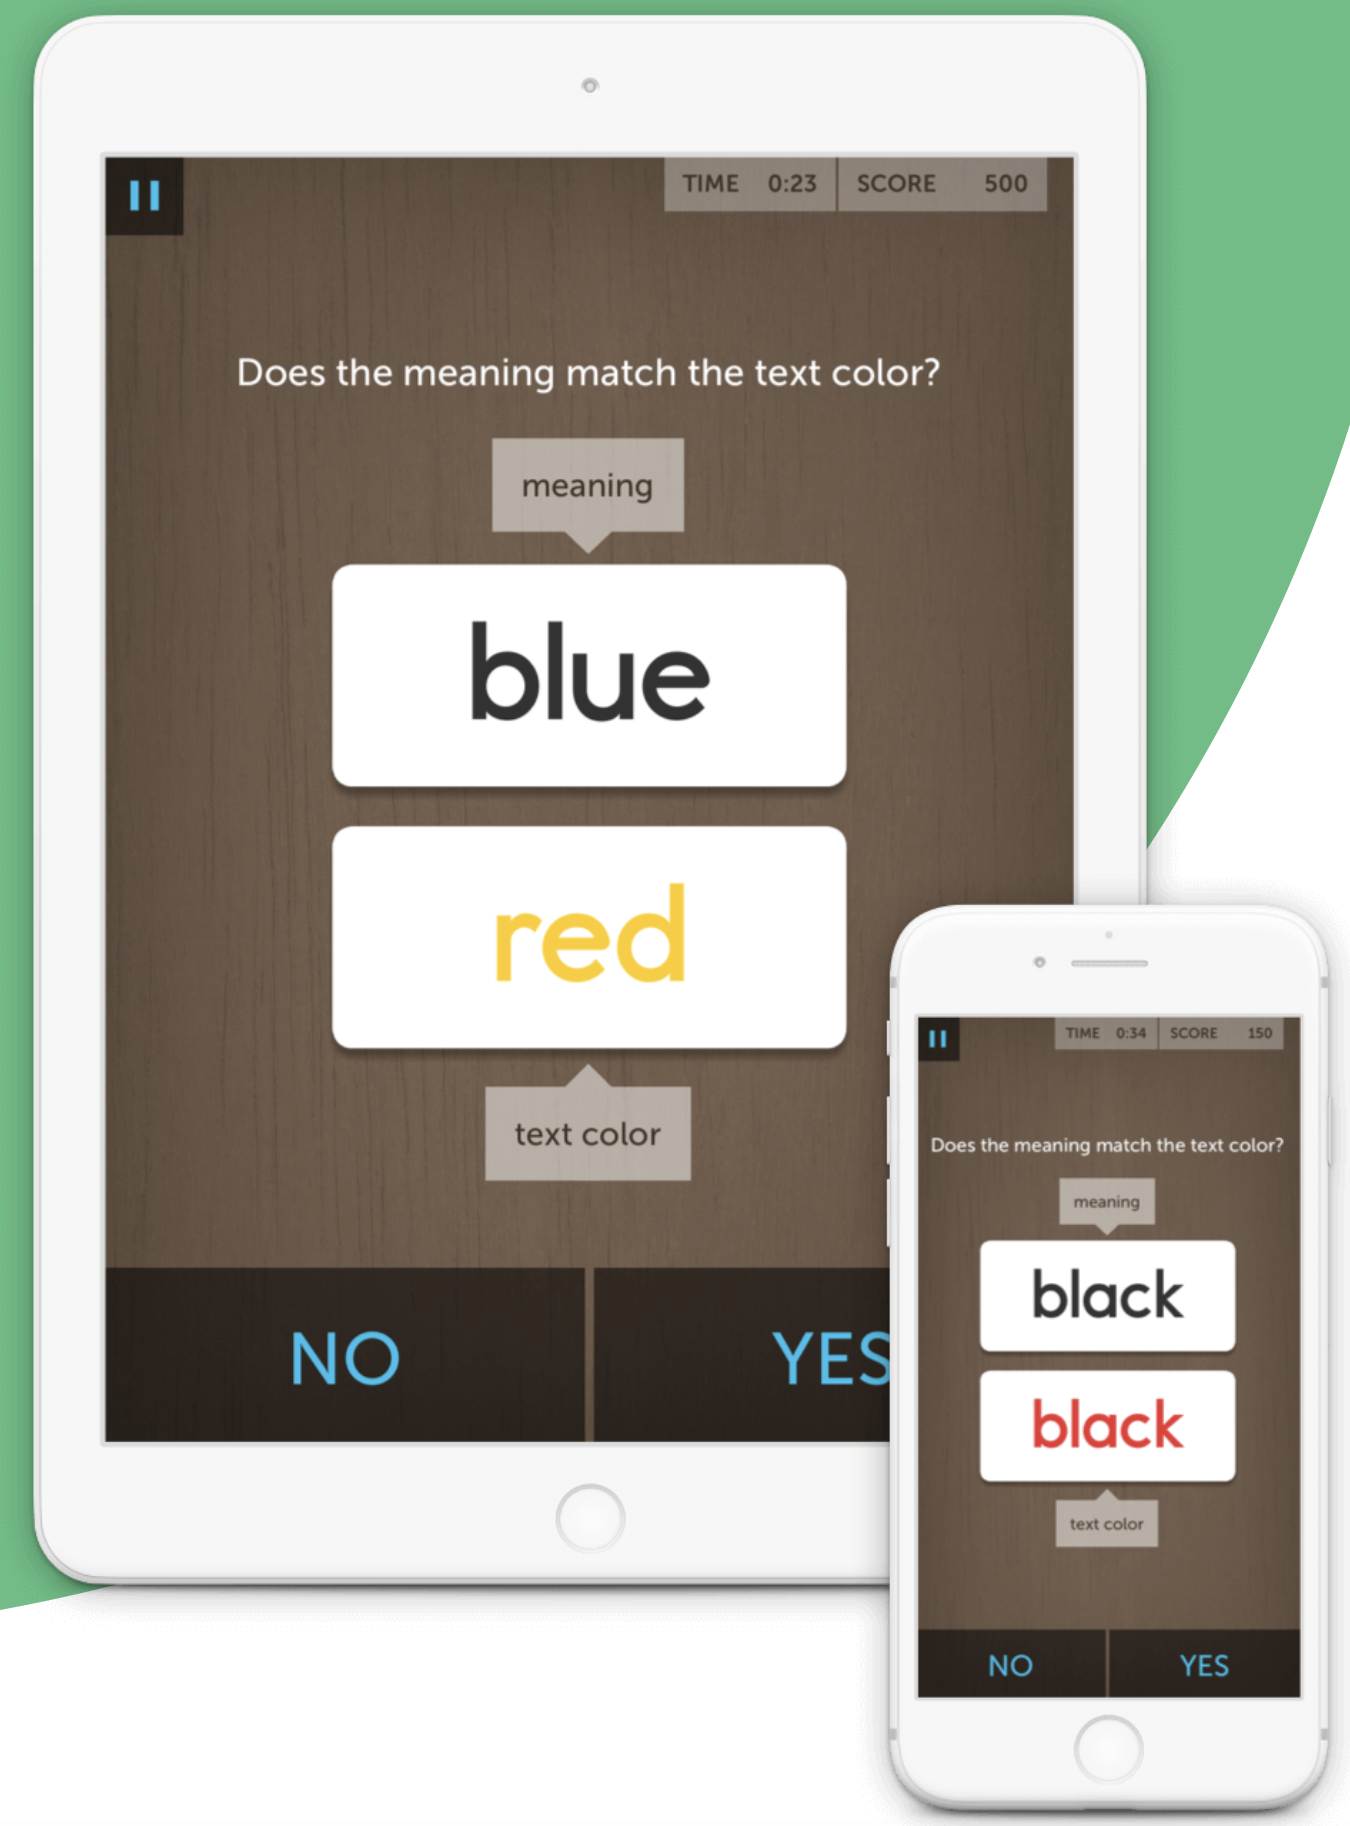 TIME 0:23 SCORE 500
Does the meaning match the text color?
meaning
blue
red
text color
NO YES
TIME 0:34 SCORE 150
Does the meaning match the text color?
meaning
black
black
text color
NO YES